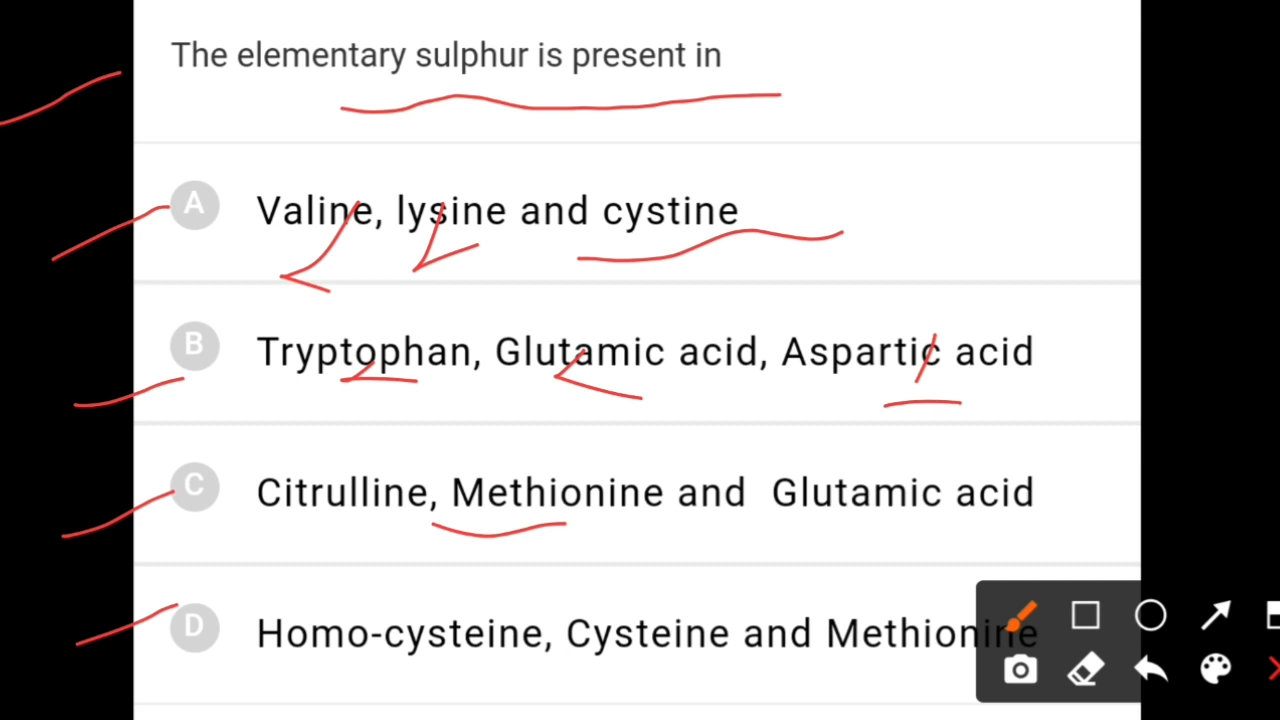 The elementary sulphur is present in
A Valine, lysine and cystine
B Tryptophan, Glutamic acid, Aspartic acid
C Citrulline, Methionine and Glutamic acid
D Homo-cysteine, Cysteine and Methionine